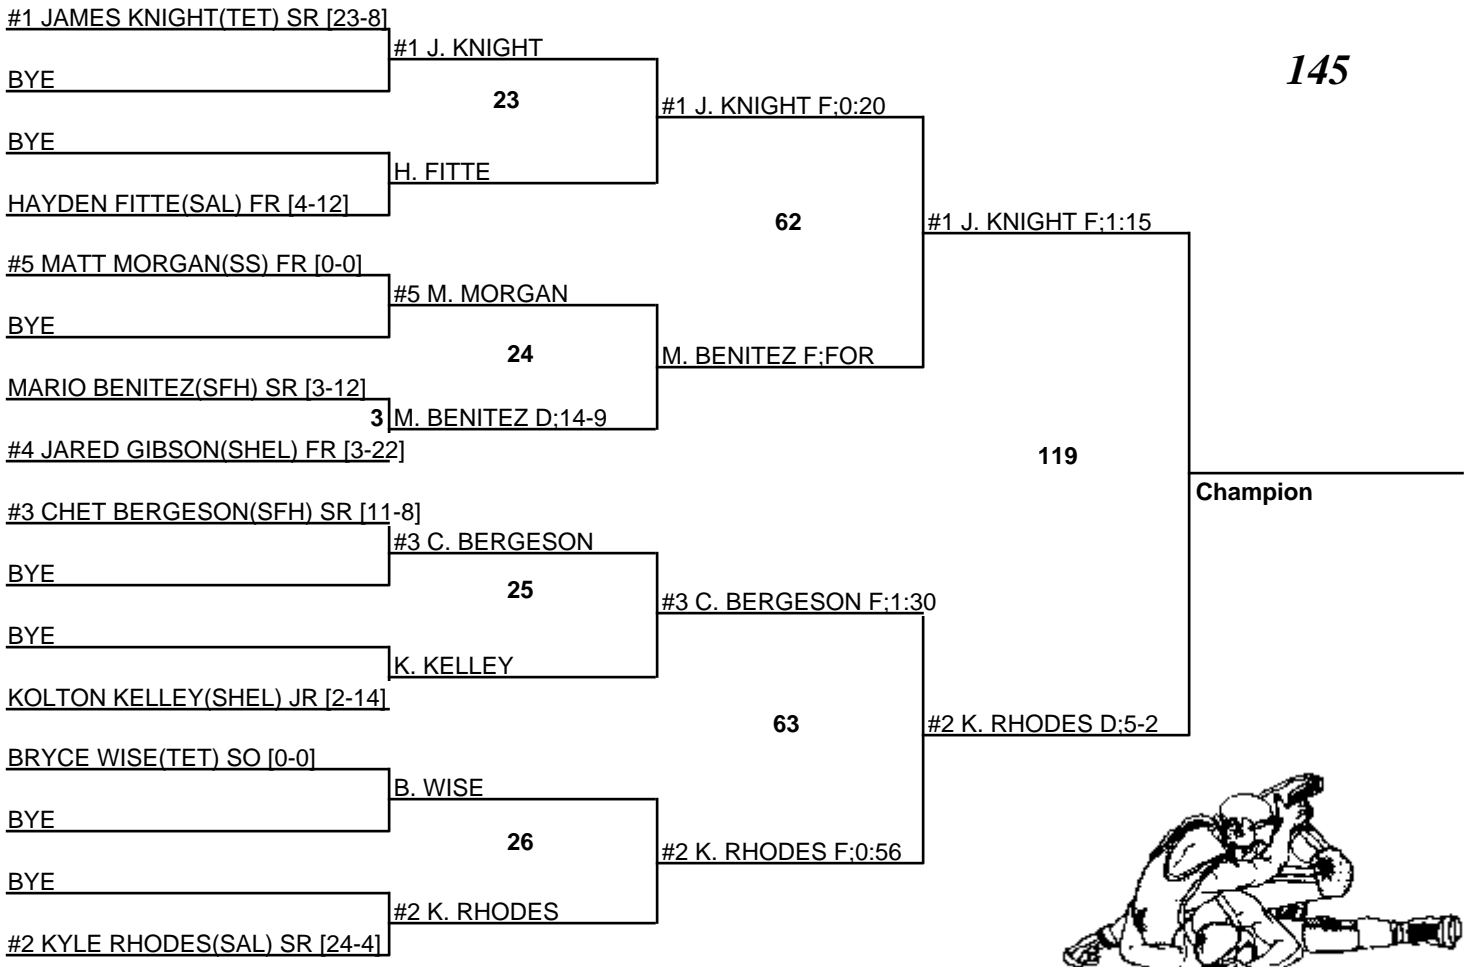 #1 JAMES KNIGHT(TET) SR [23-8]
BYE
BYE
HAYDEN FITTE(SAL) FR [4-12]
#5 MATT MORGAN(SS) FR [0-0]
BYE
MARIO BENITEZ(SFH) SR [3-12]
#4 JARED GIBSON(SHEL) FR [3-22]
#3 CHET BERGESON(SFH) SR [11-8]
BYE
BYE
KOLTON KELLEY(SHEL) JR [2-14]
BRYCE WISE(TET) SO [0-0]
BYE
BYE
#2 KYLE RHODES(SAL) SR [24-4]
#1 J. KNIGHT
23
H. FITTE
#5 M. MORGAN
24
3 M. BENITEZ D;14-9
#3 C. BERGESON
25
K. KELLEY
B. WISE
26
#2 K. RHODES
#1 J. KNIGHT F;0:20
62
M. BENITEZ F;FOR
#3 C. BERGESON F;1:30
63
#2 K. RHODES F;0:56
#1 J. KNIGHT F;1:15
119
#2 K. RHODES D;5-2
145
Champion